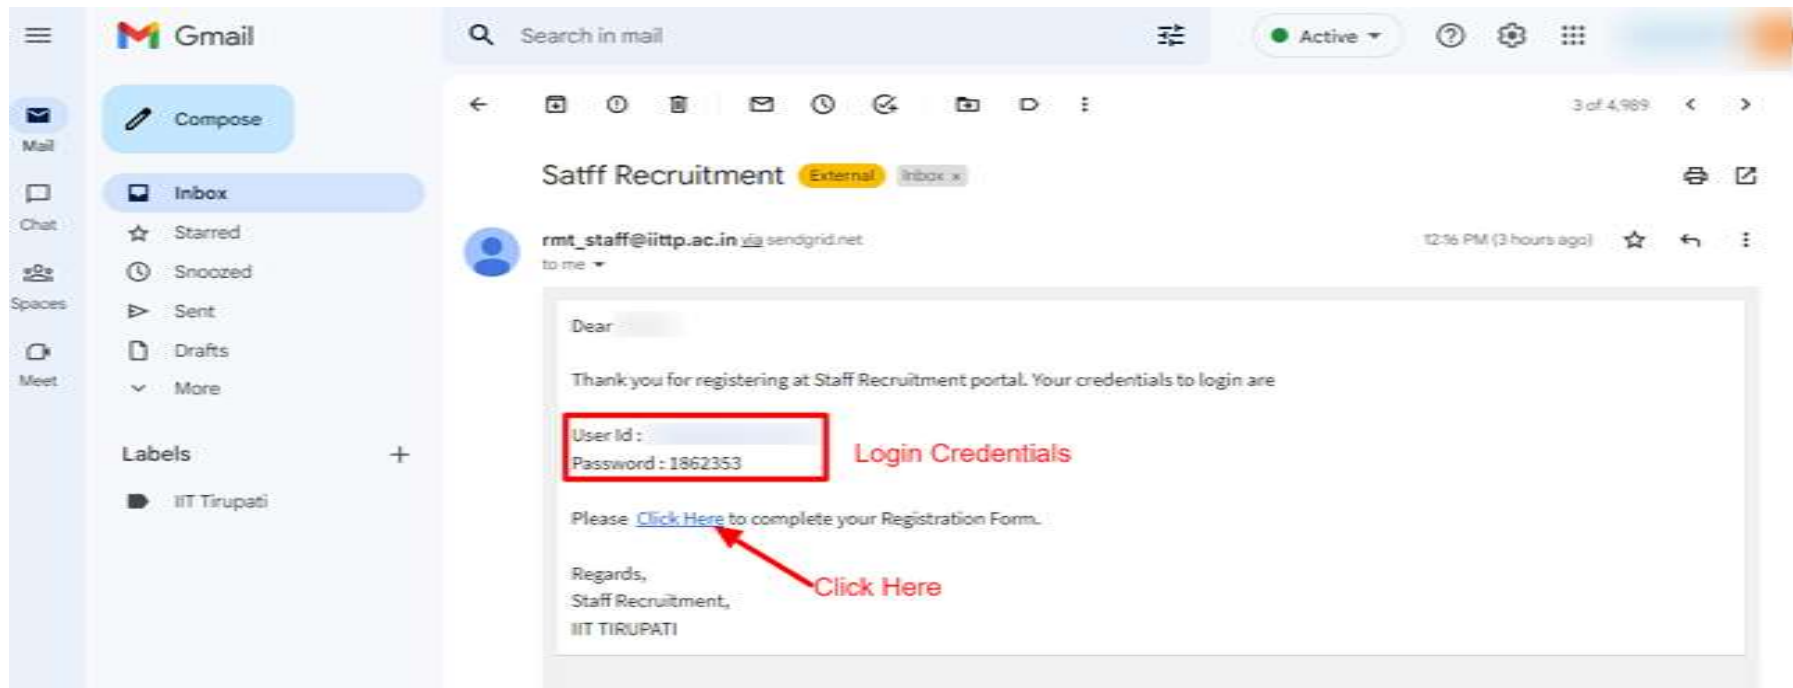 Gmail
Search in mail
Active
Compose
3 of 4,989
Mail
Satff Recruitment External Inbox x
Inbox
Chat
Starred
rmt_staff@iittp.ac.in via sendgrid.net
12:16 PM (3 hours ago)
to me
Snoozed
Spaces
Sent
Dear
Drafts
Meet
More
Thank you for registering at Staff Recruitment portal. Your credentials to login are
User Id :
Login Credentials
Labels
Password : 1862353
IIT Tirupati
Please Click Here to complete your Registration Form.
Regards,
Click Here
Staff Recruitment,
IIT TIRUPATI